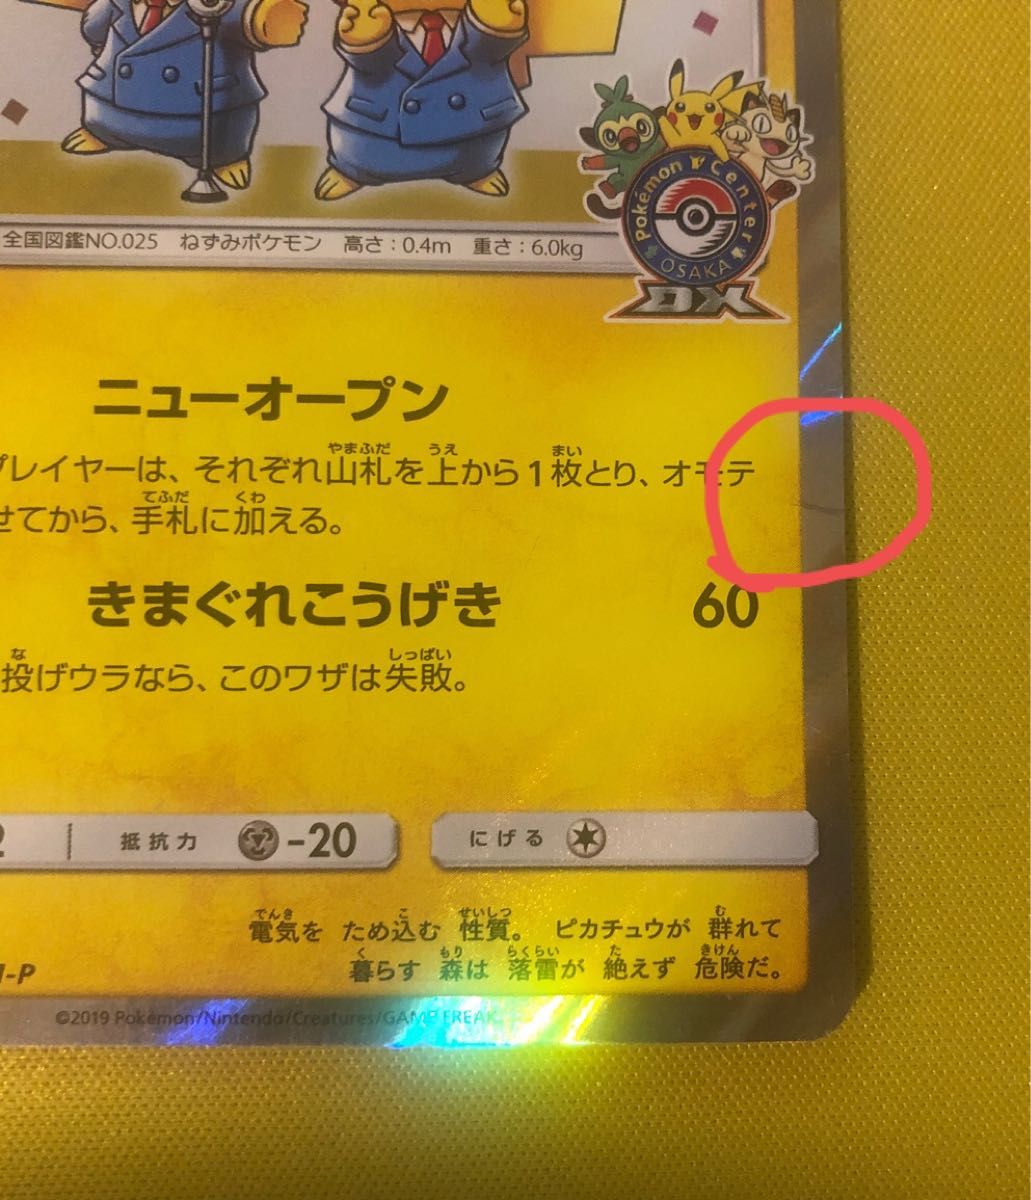 Pokémon Center
OSAKA
DX
全国図鑑NO.025 ねずみポケモン 高さ：0.4m 重さ：6.0kg
ニューオープン
やまふだ うえ まい
プレイヤーは、それぞれ山札を上から1枚とり、オモテ
てふだ くわ
せてから、手札に加える。
きまぐれこうげき 60
な しっぱい
投げウラなら、このワザは失敗。
2 抵抗力 -20 にげる
でんき こ せいしつ む
電気を ため込む 性質。 ピカチュウが 群れて
く もり らくらい た きけん
暮らす 森は 落雷が 絶えず 危険だ。
-P
©2019 Pokémon/Nintendo/Creatures/GAME FREAK.